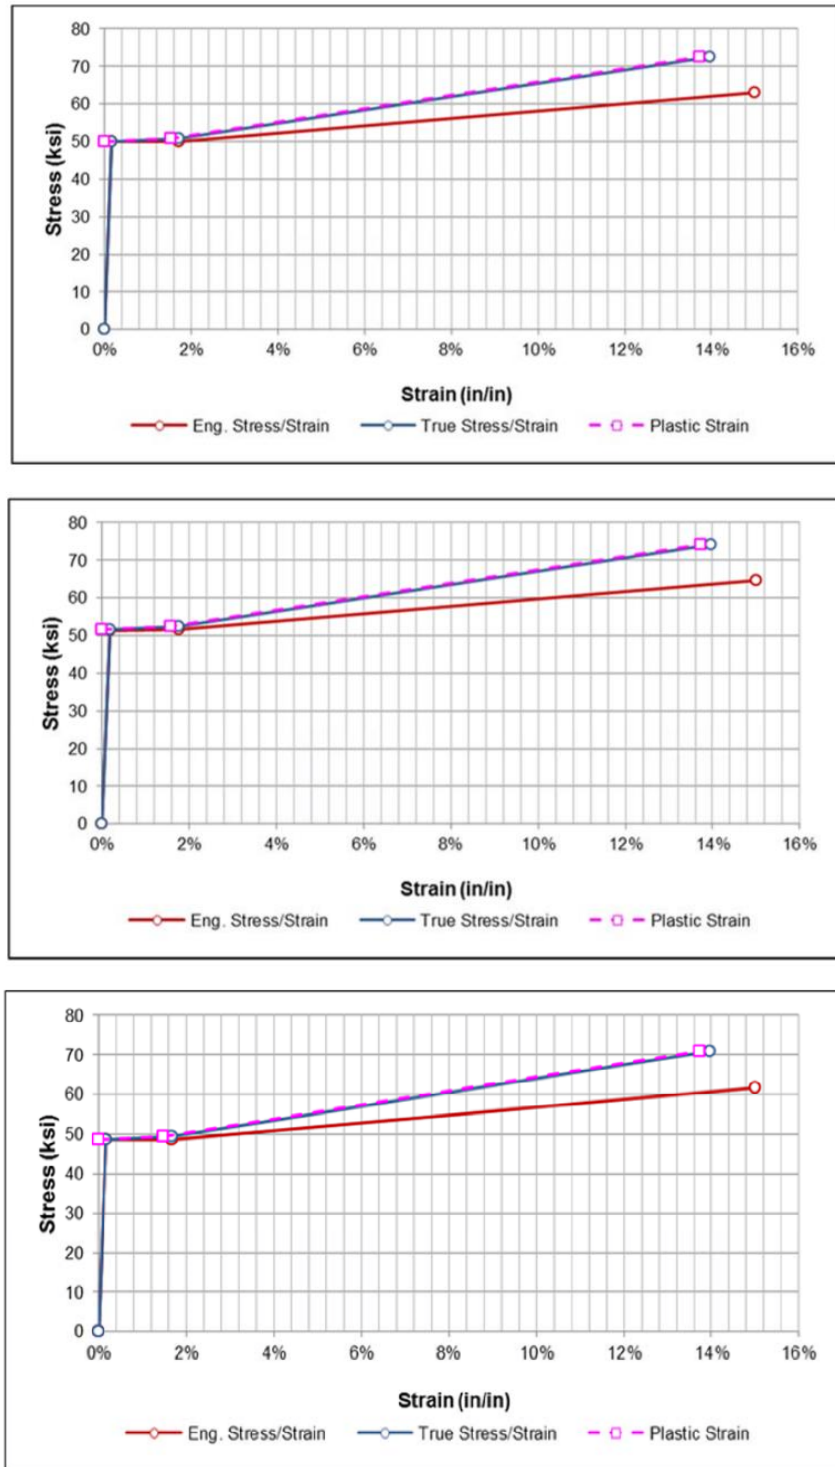 80
70
60
50
40
30
20
10
0
Stress (ksi)
0% 2% 4% 6% 8% 10% 12% 14% 16%
Strain (in/in)
Eng. Stress/Strain True Stress/Strain Plastic Strain
80
70
60
50
40
30
20
10
0
Stress (ksi)
0% 2% 4% 6% 8% 10% 12% 14% 16%
Strain (in/in)
Eng. Stress/Strain True Stress/Strain Plastic Strain
80
70
60
50
40
30
20
10
0
Stress (ksi)
0% 2% 4% 6% 8% 10% 12% 14% 16%
Strain (in/in)
Eng. Stress/Strain True Stress/Strain Plastic Strain